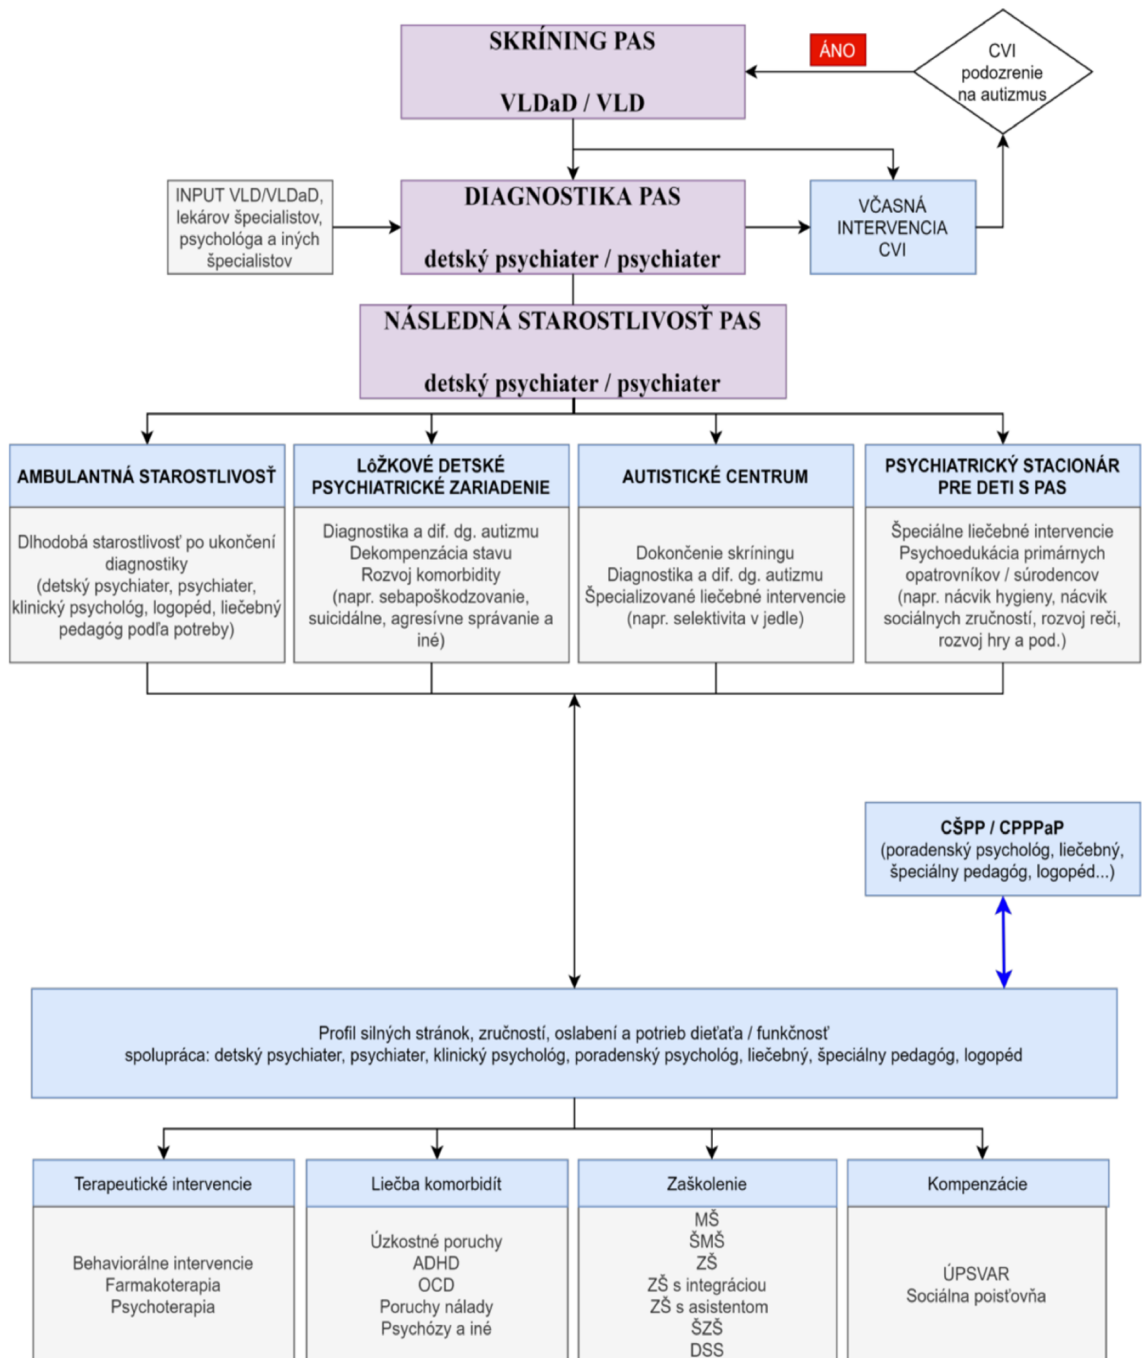 SKRÍNING PAS
VLDaD / VLD
ÁNO
CVI
podozrenie
na autizmus
INPUT VLD/VLDaD,
lekárov špecialistov,
psychológa a iných
špecialistov
DIAGNOSTIKA PAS
detský psychiater / psychiater
VČASNÁ
INTERVENCIA
CVI
NÁSLEDNÁ STAROSTLIVOSŤ PAS
detský psychiater / psychiater
AMBULANTNÁ STAROSTLIVOSŤ
Dlhodobá starostlivosť po ukončení
diagnostiky
(detský psychiater, psychiater,
klinický psychológ, logopéd, liečebný
pedagóg podľa potreby)
LôŽKOVÉ DETSKÉ
PSYCHIATRICKÉ ZARIADENIE
Diagnostika a dif. dg. autizmu
Dekompenzácia stavu
Rozvoj komorbidity
(napr. sebapoškodzovanie,
suicidálne, agresívne správanie a
iné)
AUTISTICKÉ CENTRUM
Dokončenie skríningu
Diagnostika a dif. dg. autizmu
Špecializované liečebné intervencie
(napr. selektivita v jedle)
PSYCHIATRICKÝ STACIONÁR
PRE DETI S PAS
Špeciálne liečebné intervencie
Psychoedukácia primárnych
opatrovníkov / súrodencov
(napr. nácvik hygieny, nácvik
sociálnych zručností, rozvoj reči,
rozvoj hry a pod.)
CŠPP / CPPPaP
(poradenský psychológ, liečebný,
špeciálny pedagóg, logopéd...)
Profil silných stránok, zručností, oslabení a potrieb dieťaťa / funkčnosť
spolupráca: detský psychiater, psychiater, klinický psychológ, poradenský psychológ, liečebný, špeciálny pedagóg, logopéd
Terapeutické intervencie
Behaviorálne intervencie
Farmakoterapia
Psychoterapia
Liečba komorbidít
Úzkostné poruchy
ADHD
OCD
Poruchy nálady
Psychózy a iné
Zaškolenie
MŠ
ŠMŠ
ZŠ
ZŠ s integráciou
ZŠ s asistentom
ŠZŠ
DSS
Kompenzácie
ÚPSVAR
Sociálna poisťovňa